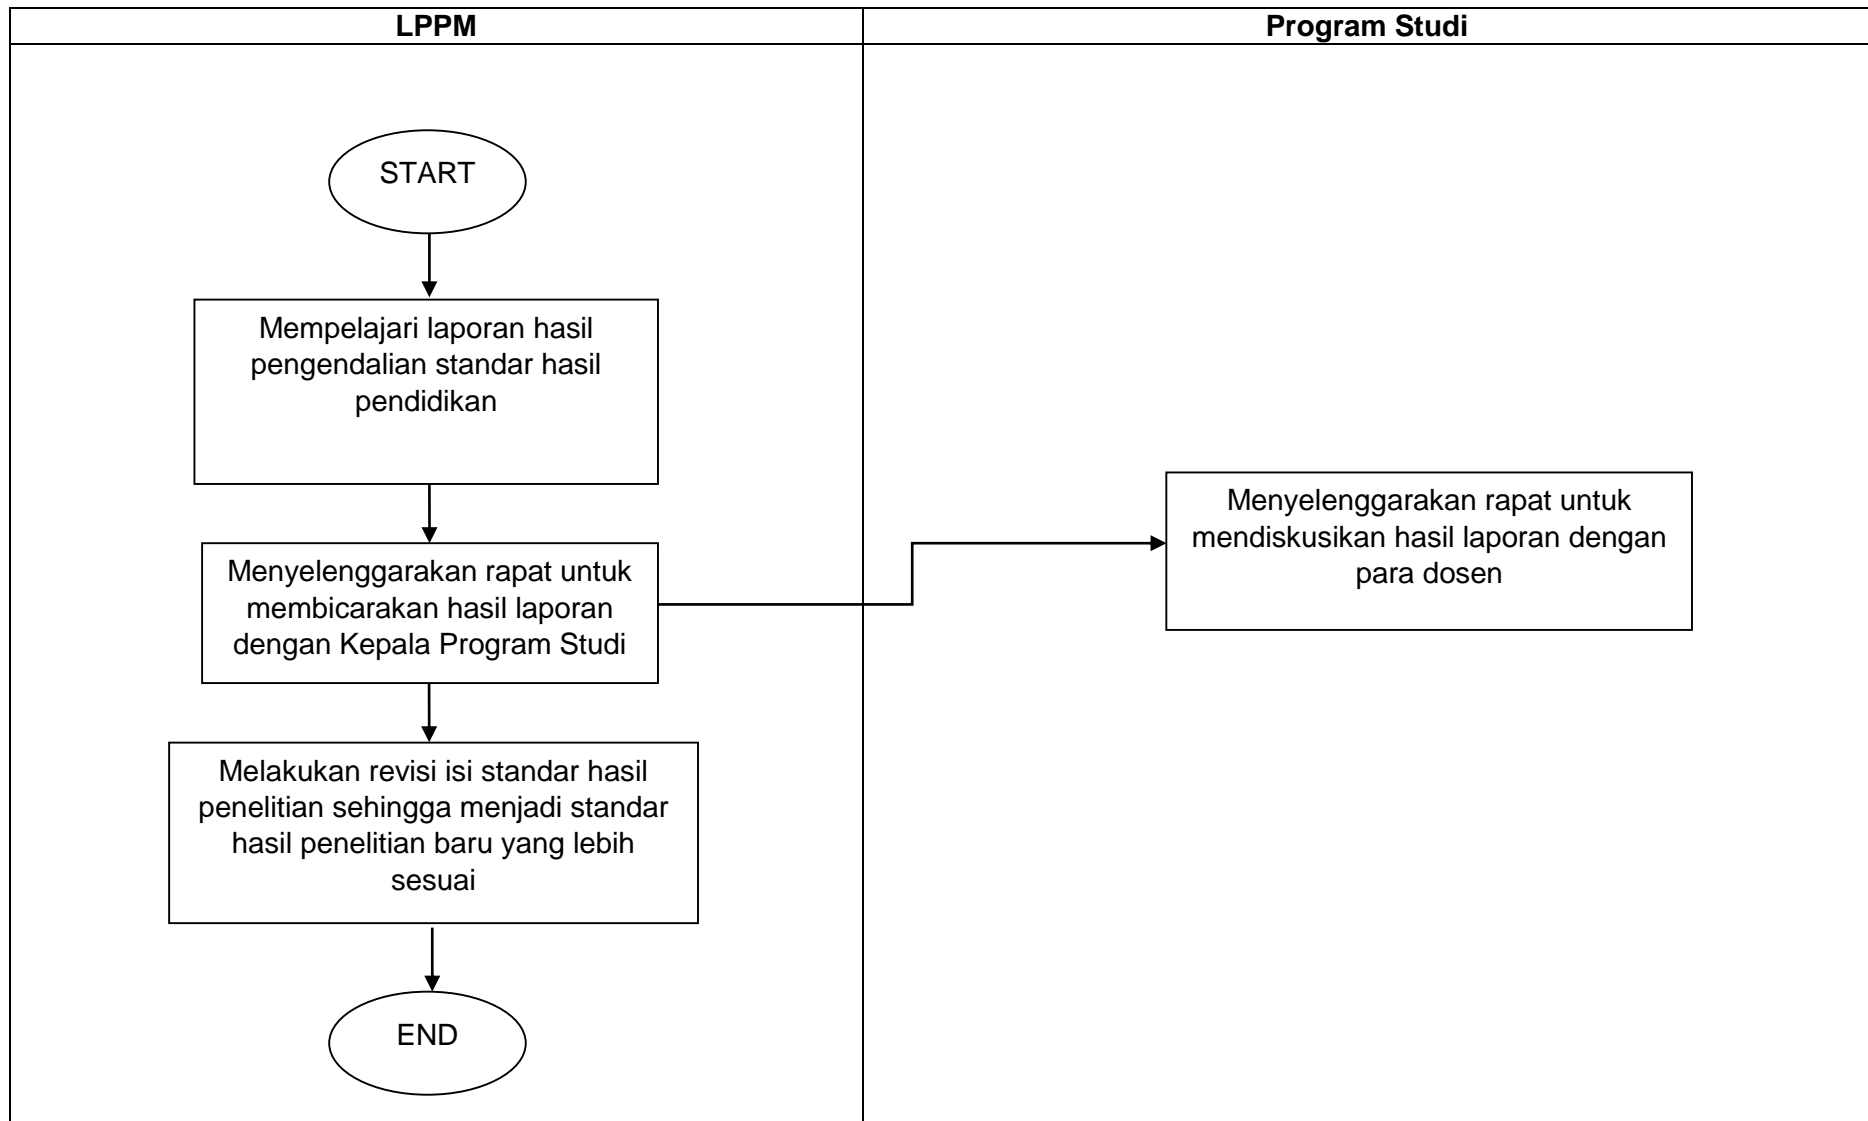 LPPM
Program Studi
START
Mempelajari laporan hasil
pengendalian standar hasil
pendidikan
Menyelenggarakan rapat untuk
membicarakan hasil laporan
dengan Kepala Program Studi
Menyelenggarakan rapat untuk
mendiskusikan hasil laporan dengan
para dosen
Melakukan revisi isi standar hasil
penelitian sehingga menjadi standar
hasil penelitian baru yang lebih
sesuai
END